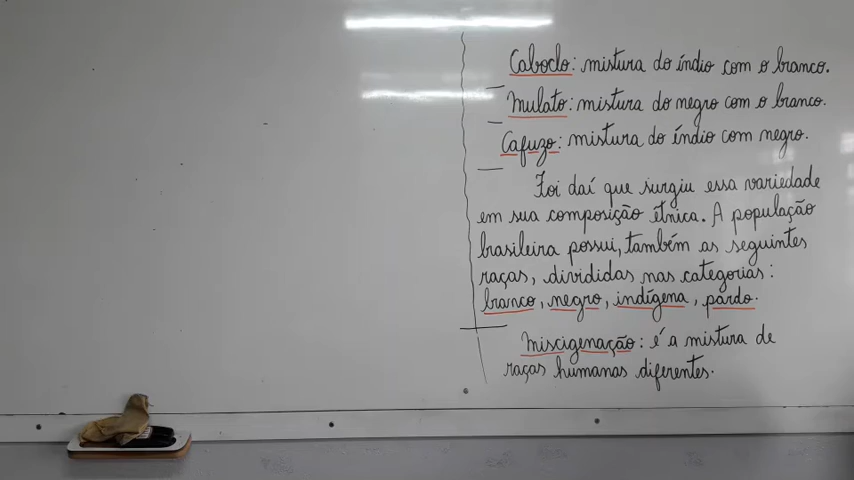 Caboclo: mistura do índio com o branco.
Mulato: mistura do negro com o branco.
Cafuzo: mistura do índio com negro.
Foi daí que surgiu essa variedade
em sua composição étnica. A população
brasileira possui, também as seguintes
raças, divididas nas categorias:
branco, negro, indígena, pardo.
Miscigenação: é a mistura de
raças humanas diferentes.